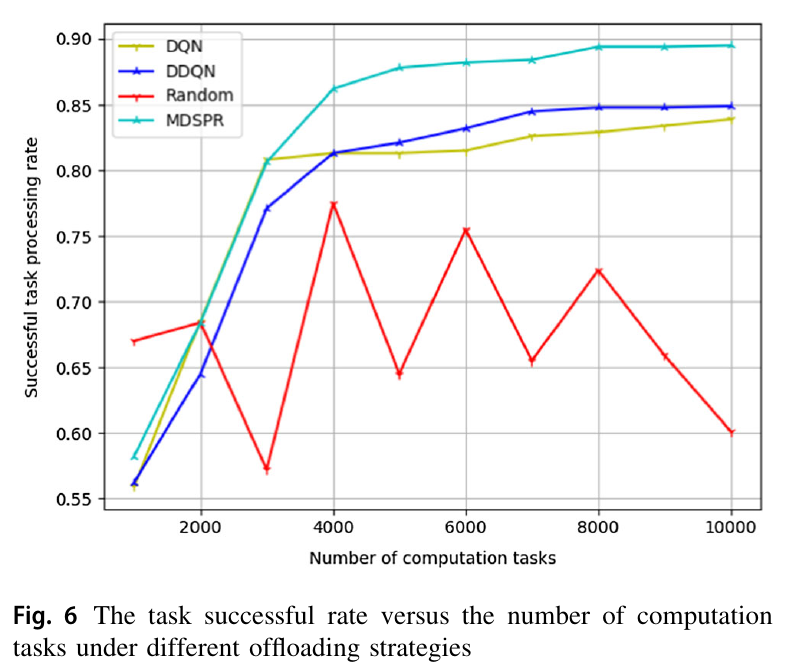 0.90
0.85
0.80
0.75
0.70
0.65
0.60
0.55
Successful task processing rate
DQN
DDQN
Random
MDSPR
2000
4000
6000
8000
10000
Number of computation tasks
Fig. 6 The task successful rate versus the number of computation
tasks under different offloading strategies